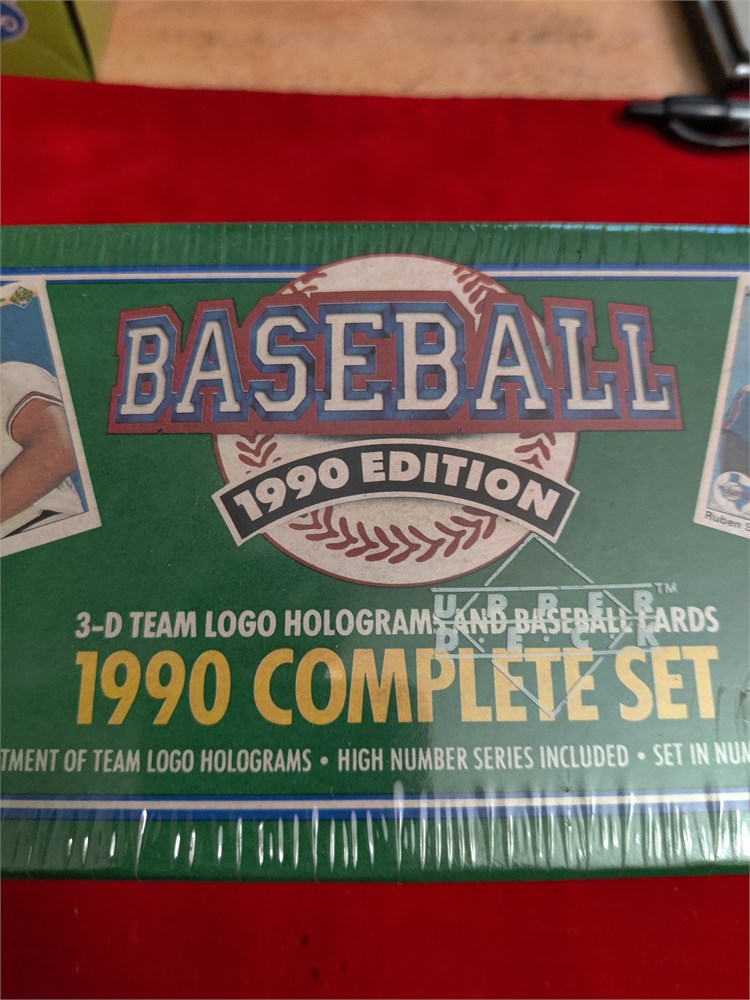 BASEBALL
1990 EDITION
3-D TEAM LOGO HOLOGRAMS AND BASEBALL CARDS
UPPER DECK™
1990 COMPLETE SET
TMENT OF TEAM LOGO HOLOGRAMS • HIGH NUMBER SERIES INCLUDED • SET IN NUM
Ruben S